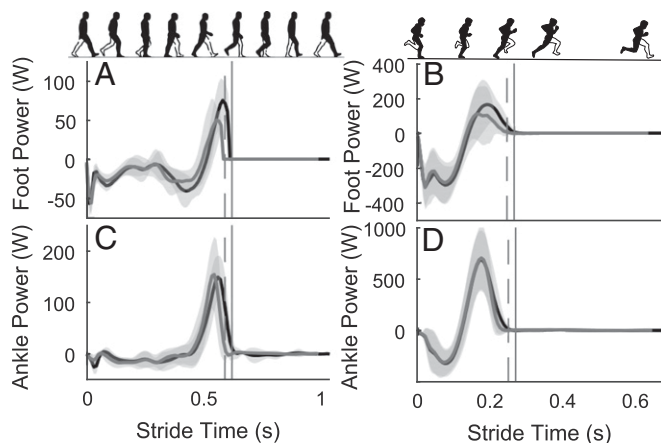 A
B
Foot Power (W)
100
50
0
-50
Foot Power (W)
400
200
0
-200
-400
C
D
Ankle Power (W)
200
100
0
Ankle Power (W)
1000
500
0
0
0.5
1
0
0.2
0.4
0.6
Stride Time (s)
Stride Time (s)